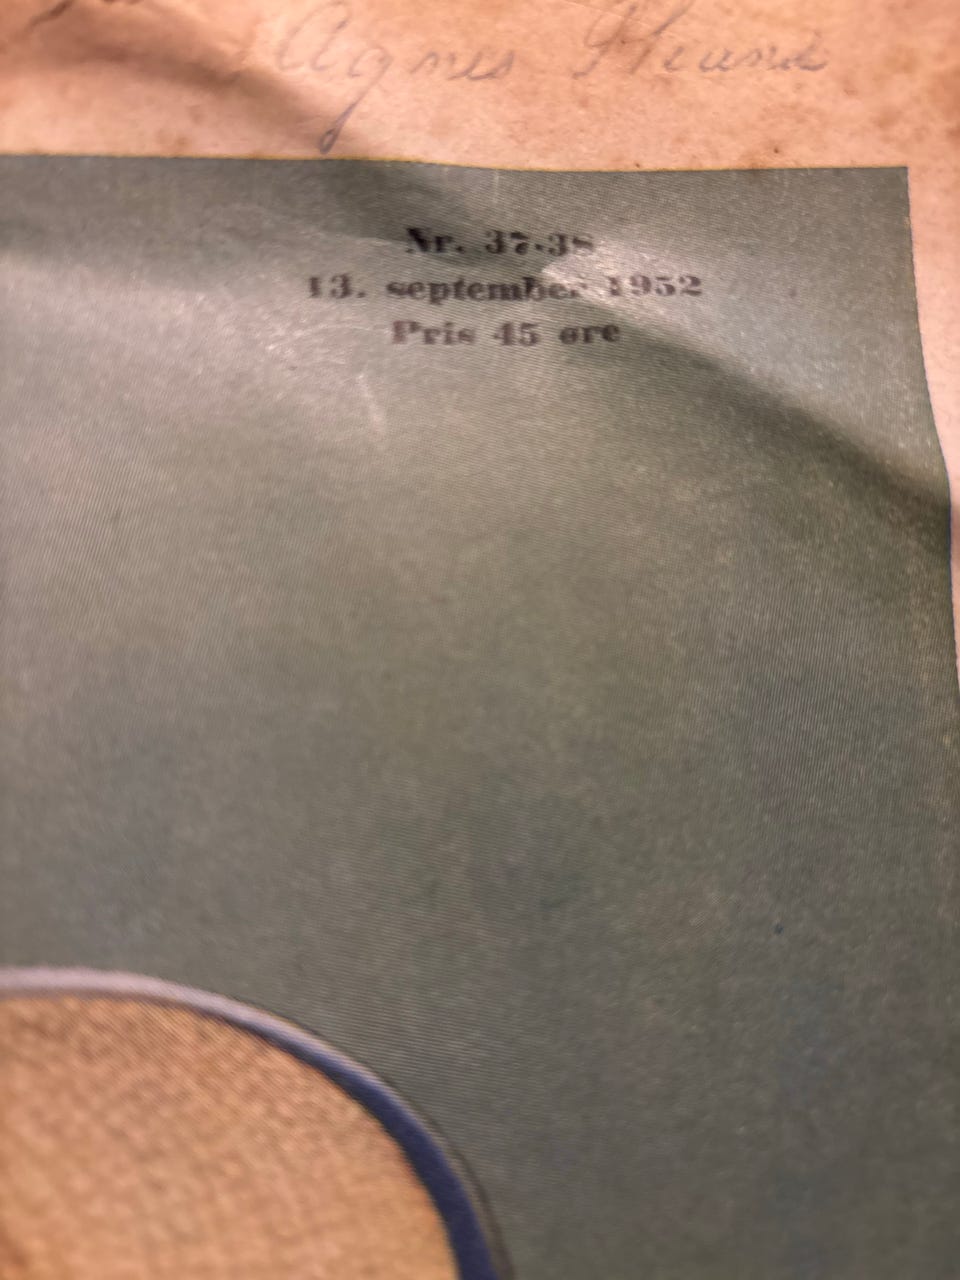 Agnes
Nr. 37-38
13. september 1952
Pris 45 øre